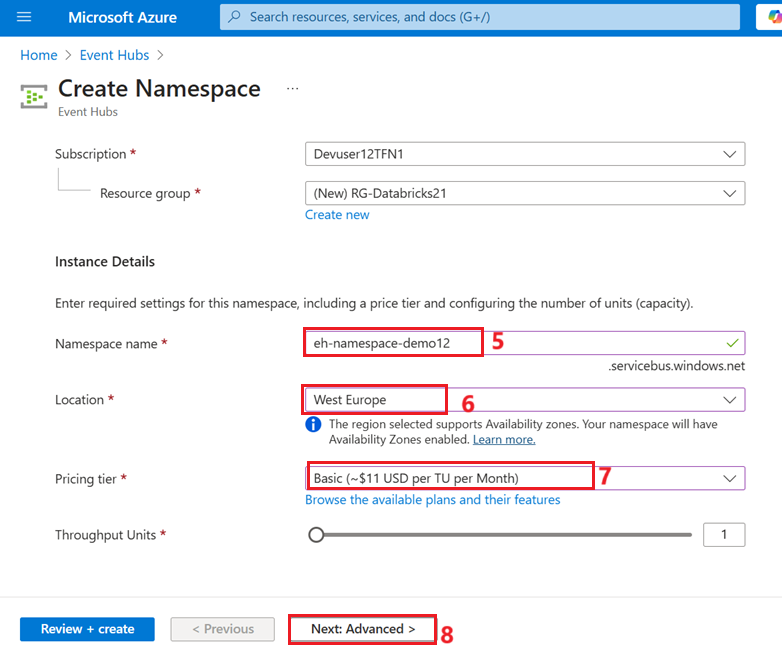 Microsoft Azure
Search resources, services, and docs (G+/)
Home > Event Hubs >
Create Namespace ...
Event Hubs
Subscription * Devuser12TFN1
Resource group * (New) RG-Databricks21
Create new
Instance Details
Enter required settings for this namespace, including a price tier and configuring the number of units (capacity).
Namespace name * eh-namespace-demo12 5
.servicebus.windows.net
Location * West Europe 6
The region selected supports Availability zones. Your namespace will have
Availability Zones enabled. Learn more.
Pricing tier * Basic (~$11 USD per TU per Month) 7
Browse the available plans and their features
Throughput Units * 1
Review + create < Previous Next: Advanced > 8